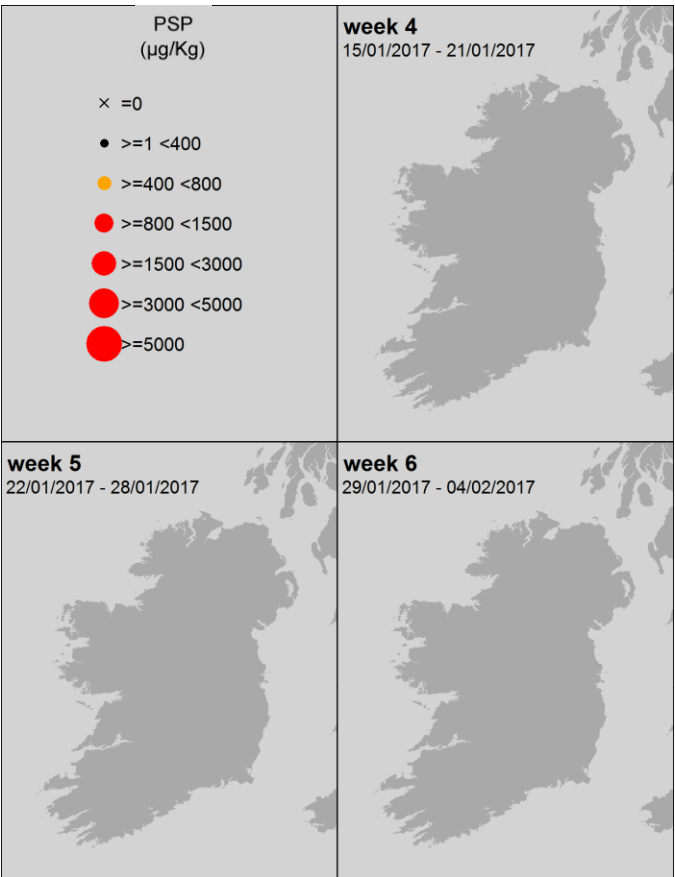 PSP
(µg/Kg)
=0
>=1 <400
>=400 <800
>=800 <1500
>=1500 <3000
>=3000 <5000
>=5000
week 4
15/01/2017 - 21/01/2017
week 5
22/01/2017 - 28/01/2017
week 6
29/01/2017 - 04/02/2017